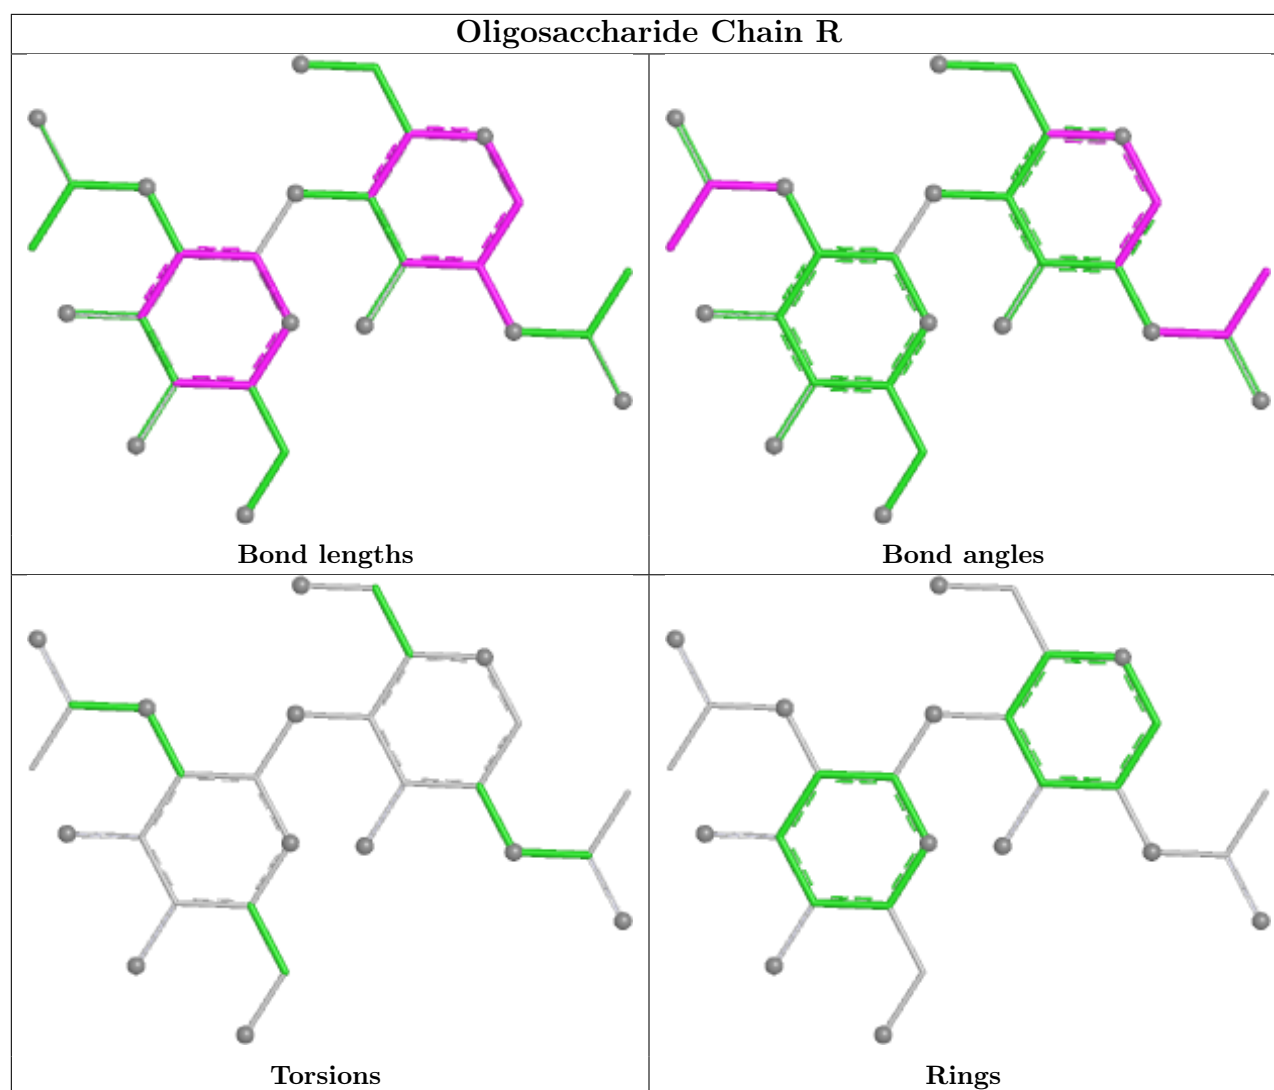 Oligosaccharide Chain R
Bond lengths
Bond angles
Torsions
Rings